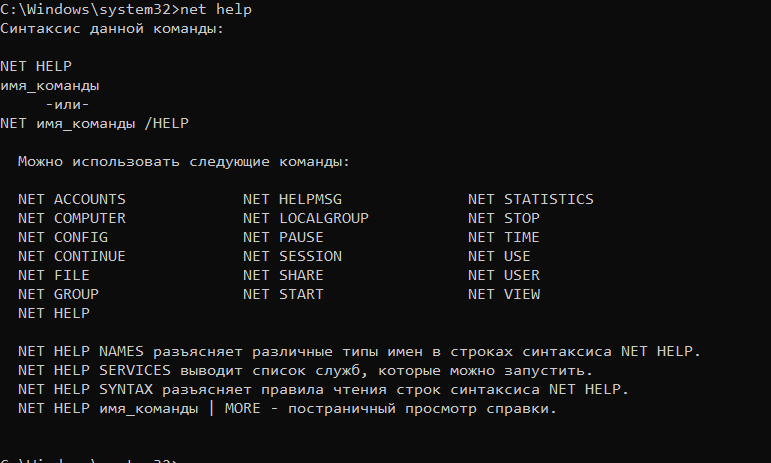 C:\Windows\system32>net help
Синтаксис данной команды:
NET HELP
имя_команды
-или-
NET имя_команды /HELP
Можно использовать следующие команды:
NET ACCOUNTS NET HELPMSG NET STATISTICS
NET COMPUTER NET LOCALGROUP NET STOP
NET CONFIG NET PAUSE NET TIME
NET CONTINUE NET SESSION NET USE
NET FILE NET SHARE NET USER
NET GROUP NET START NET VIEW
NET HELP
NET HELP NAMES разъясняет различные типы имен в строках синтаксиса NET HELP.
NET HELP SERVICES выводит список служб, которые можно запустить.
NET HELP SYNTAX разъясняет правила чтения строк синтаксиса NET HELP.
NET HELP имя_команды | MORE - постраничный просмотр справки.
C:\Windows\system32>